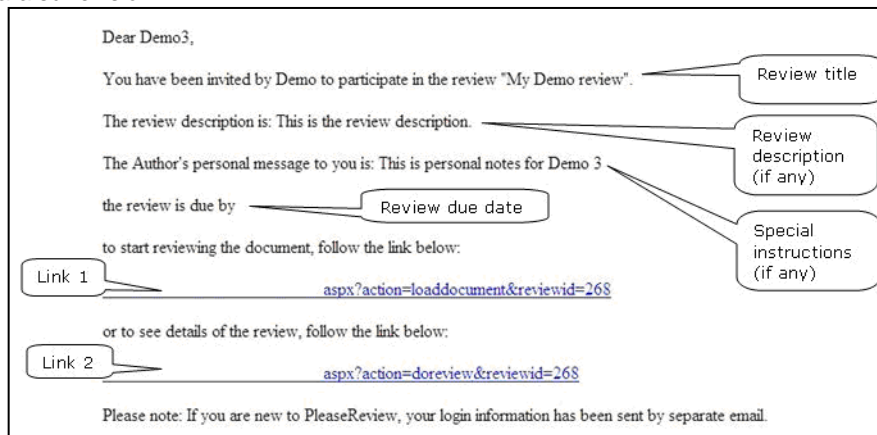 Dear Demo3,
You have been invited by Demo to participate in the review "My Demo review".
Review title
The review description is: This is the review description.
Review
description
(if any)
The Author's personal message to you is: This is personal notes for Demo 3
the review is due by
Review due date
Special
instructions
(if any)
to start reviewing the document, follow the link below:
Link 1
aspx?action=loaddocument&reviewid=268
or to see details of the review, follow the link below:
Link 2
aspx?action=doreview&reviewid=268
Please note: If you are new to PleaseReview, your login information has been sent by separate email.